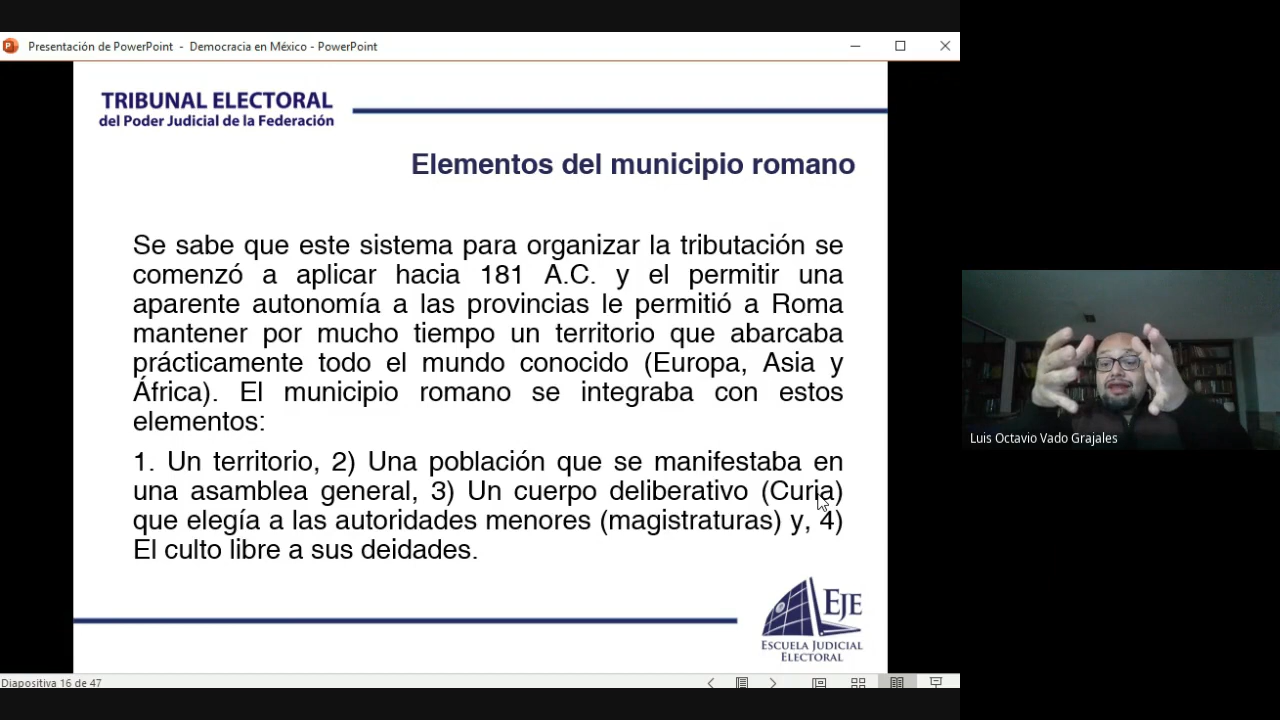 Presentación de PowerPoint - Democracia en México - PowerPoint
TRIBUNAL ELECTORAL
del Poder Judicial de la Federación
Elementos del municipio romano
Se sabe que este sistema para organizar la tributación se
comenzó a aplicar hacia 181 A.C. y el permitir una
aparente autonomía a las provincias le permitió a Roma
mantener por mucho tiempo un territorio que abarcaba
prácticamente todo el mundo conocido (Europa, Asia y
África). El municipio romano se integraba con estos
elementos:
1. Un territorio, 2) Una población que se manifestaba en
una asamblea general, 3) Un cuerpo deliberativo (Curia)
que elegía a las autoridades menores (magistraturas) y, 4)
El culto libre a sus deidades.
EJE
ESCUELA JUDICIAL
ELECTORAL
Diapositiva 16 de 47
Luis Octavio Vado Grajales